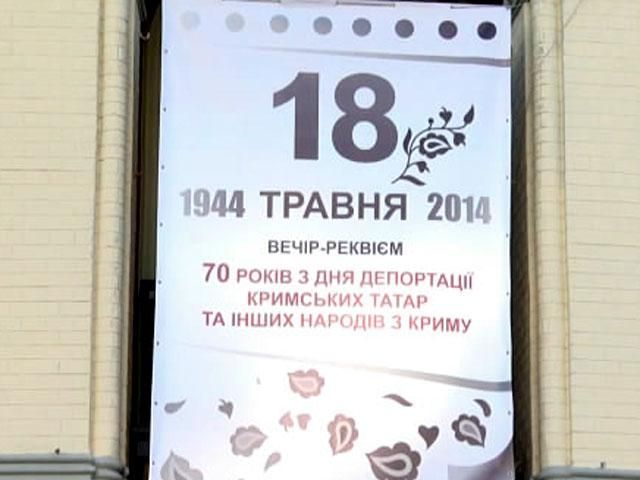 18
1944 ТРАВНЯ 2014
ВЕЧІР-РЕКВІЄМ
70 РОКІВ З ДНЯ ДЕПОРТАЦІЇ
КРИМСЬКИХ ТАТАР
ТА ІНШИХ НАРОДІВ З КРИМУ